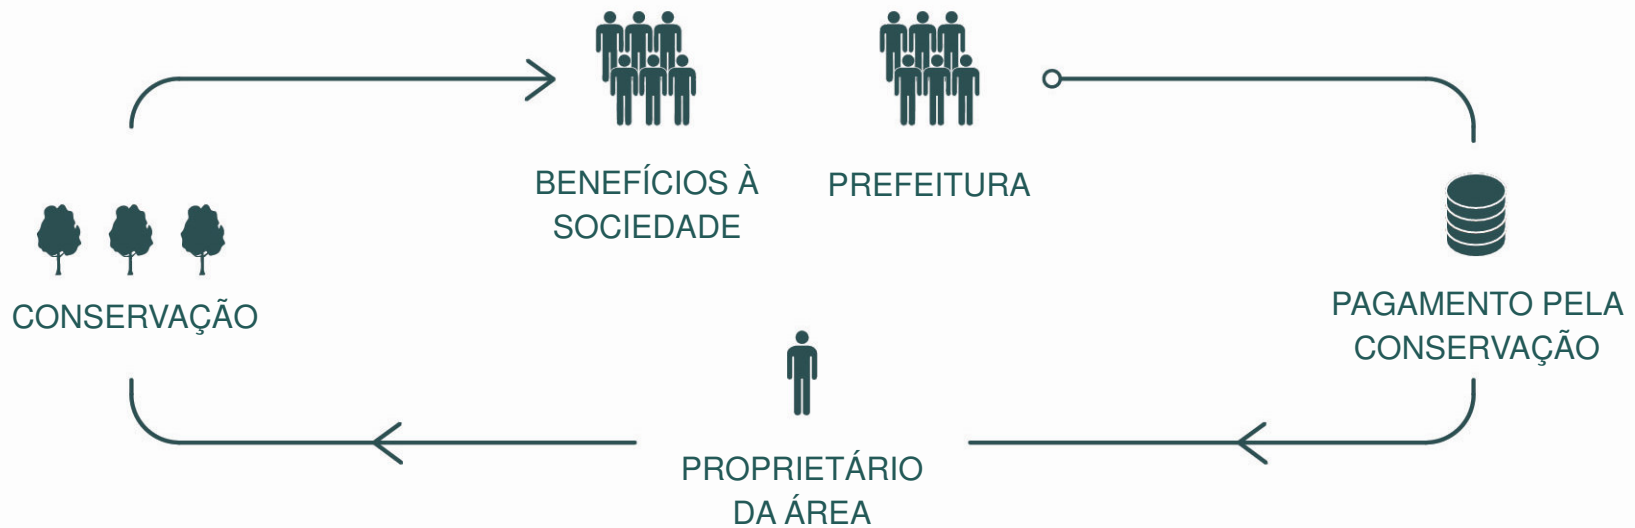 BENEFÍCIOS À
SOCIEDADE
PREFEITURA
CONSERVAÇÃO
PAGAMENTO PELA
CONSERVAÇÃO
PROPRIETÁRIO
DA ÁREA